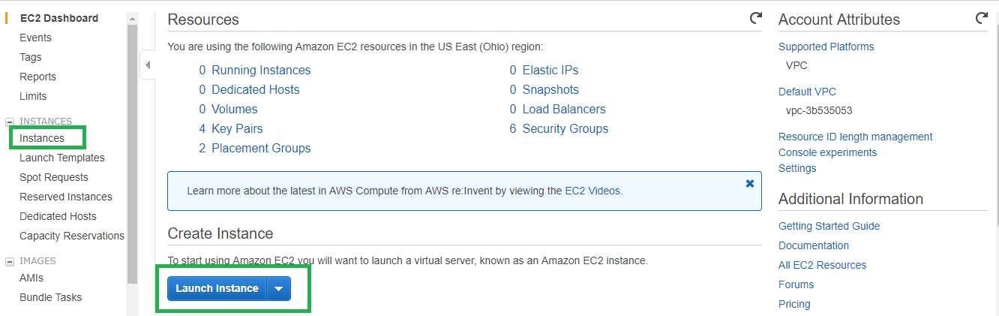 EC2 Dashboard
Events
Tags
Reports
Limits
INSTANCES
Instances
Launch Templates
Spot Requests
Reserved Instances
Dedicated Hosts
Capacity Reservations
IMAGES
AMIs
Bundle Tasks
Resources
You are using the following Amazon EC2 resources in the US East (Ohio) region:
0 Running Instances
0 Elastic IPs
0 Dedicated Hosts
0 Snapshots
0 Volumes
0 Load Balancers
4 Key Pairs
6 Security Groups
2 Placement Groups
Learn more about the latest in AWS Compute from AWS re:Invent by viewing the EC2 Videos.
Create Instance
To start using Amazon EC2 you will want to launch a virtual server, known as an Amazon EC2 instance.
Launch Instance
Account Attributes
Supported Platforms
VPC
Default VPC
vpc-3b535053
Resource ID length management
Console experiments
Settings
Additional Information
Getting Started Guide
Documentation
All EC2 Resources
Forums
Pricing